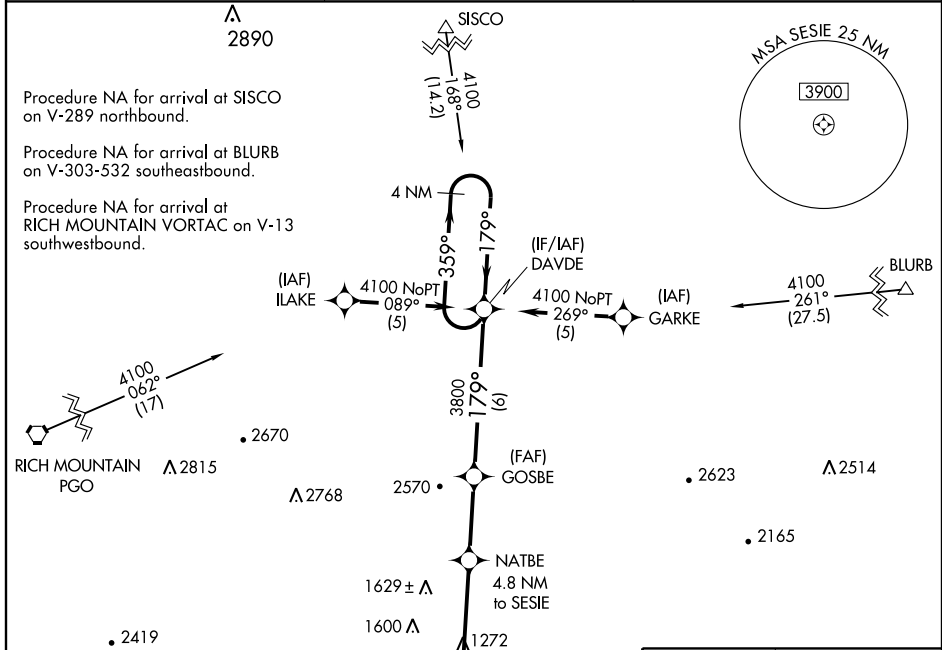 2890
SISCO
4100
168°
(14.2)
MSA SESIE 25 NM
3900
Procedure NA for arrival at SISCO
on V-289 northbound.
Procedure NA for arrival at BLURB
on V-303-532 southeastbound.
Procedure NA for arrival at
RICH MOUNTAIN VORTAC on V-13
southwestbound.
4 NM
359°
179°
(IF/IAF)
DAVDE
(IAF)
ILAKE
4100 NoPT
089°
(5)
4100 NoPT
269°
(5)
(IAF)
GARKE
BLURB
4100
261°
(27.5)
4100
062°
(17)
RICH MOUNTAIN
PGO
3800
179°
(6)
2670
2815
2768
2570
(FAF)
GOSBE
2623
2514
2165
NATBE
4.8 NM
to SESIE
1629±
1600
1272
2419